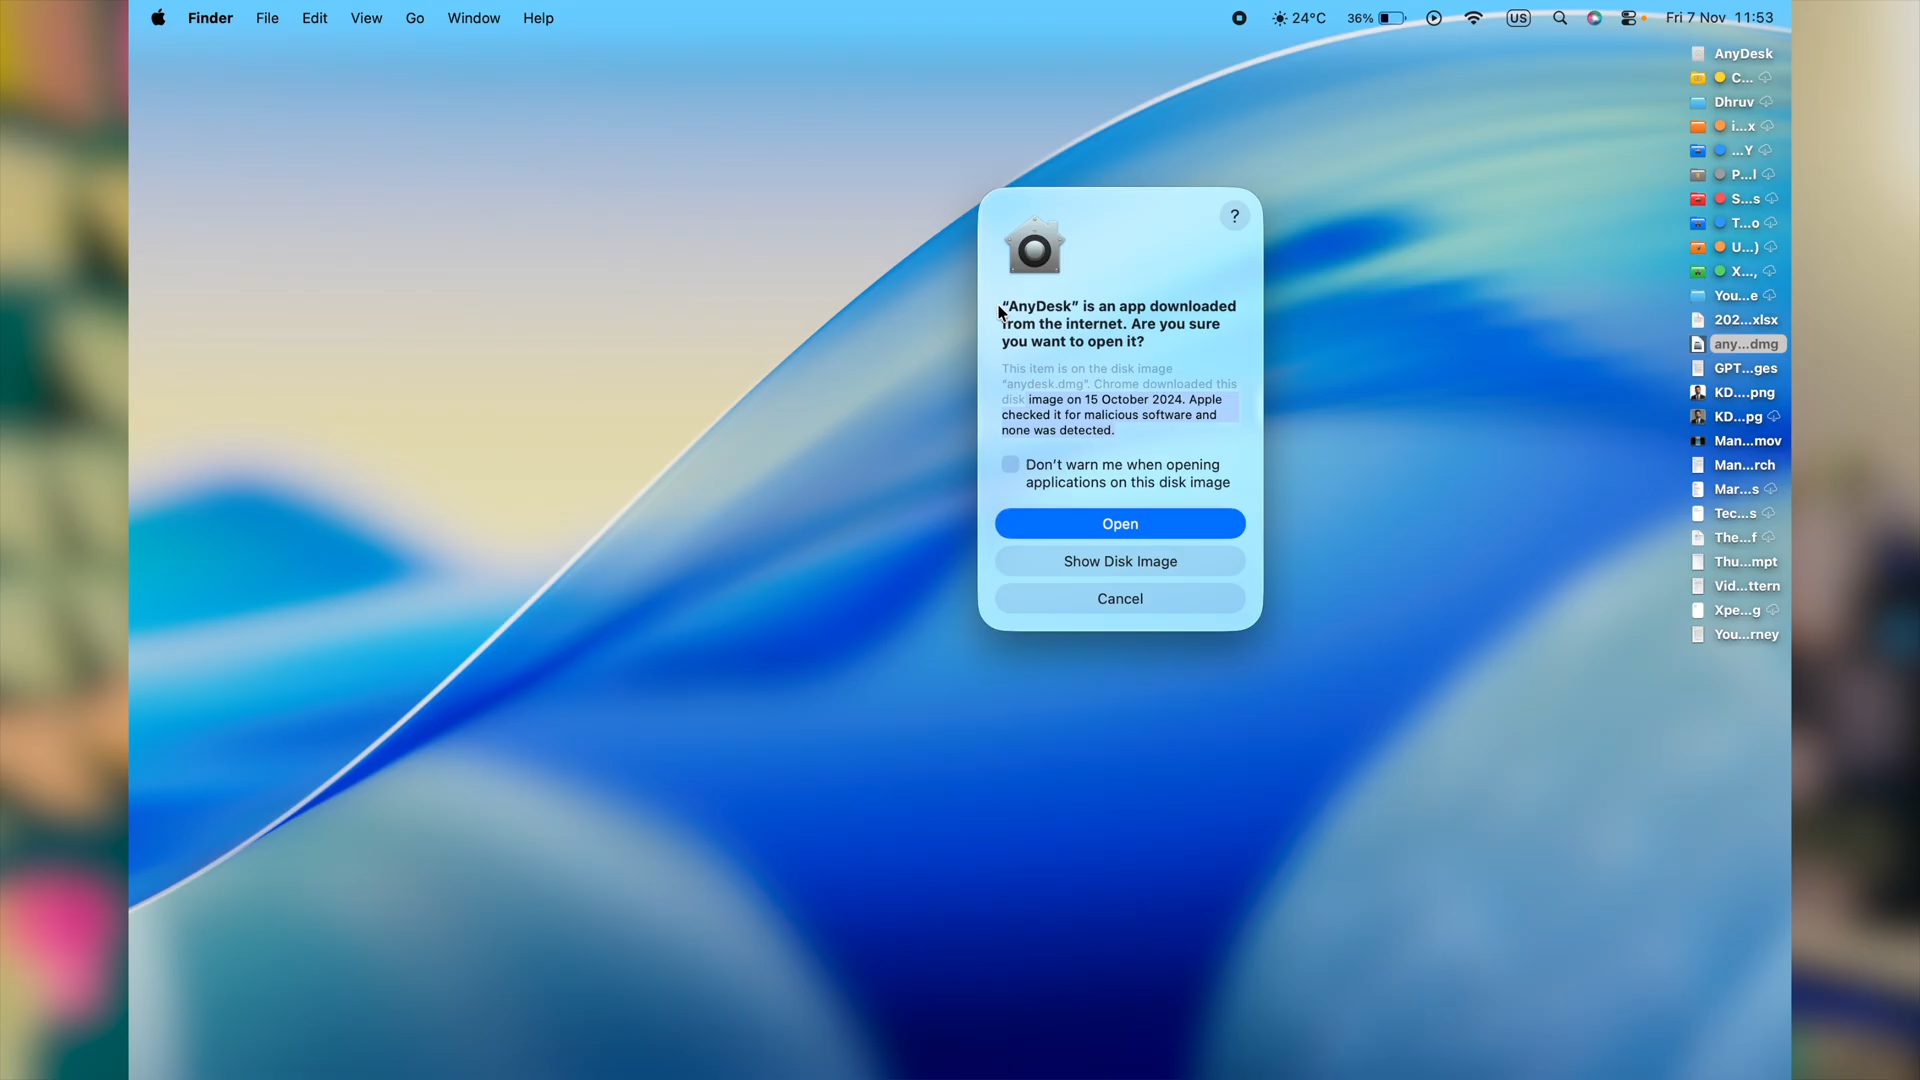 Finder File Edit View Go Window Help 24°C 36% US Fri 7 Nov 11:53
AnyDesk
C...
Dhruv
i...x
...Y
P...l
S...s
T...o
U...)
X...,
You...e
202...xlsx
any...dmg
GPT...ges
KD....png
KD...pg
Man...mov
Man...rch
Mar...s
Tec...s
The...f
Thu...mpt
Vid...ttern
Xpe...g
You...rney
?
“AnyDesk” is an app downloaded
from the internet. Are you sure
you want to open it?
This item is on the disk image
“anydesk.dmg”. Chrome downloaded this
disk image on 15 October 2024. Apple
checked it for malicious software and
none was detected.
Don’t warn me when opening
applications on this disk image
Open
Show Disk Image
Cancel